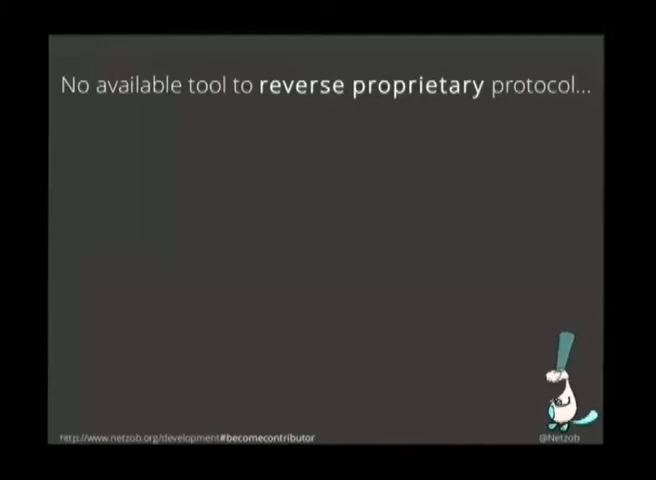 No available tool to reverse proprietary protocol...
http://www.netzob.org/development#becomecontributor
@Netzob